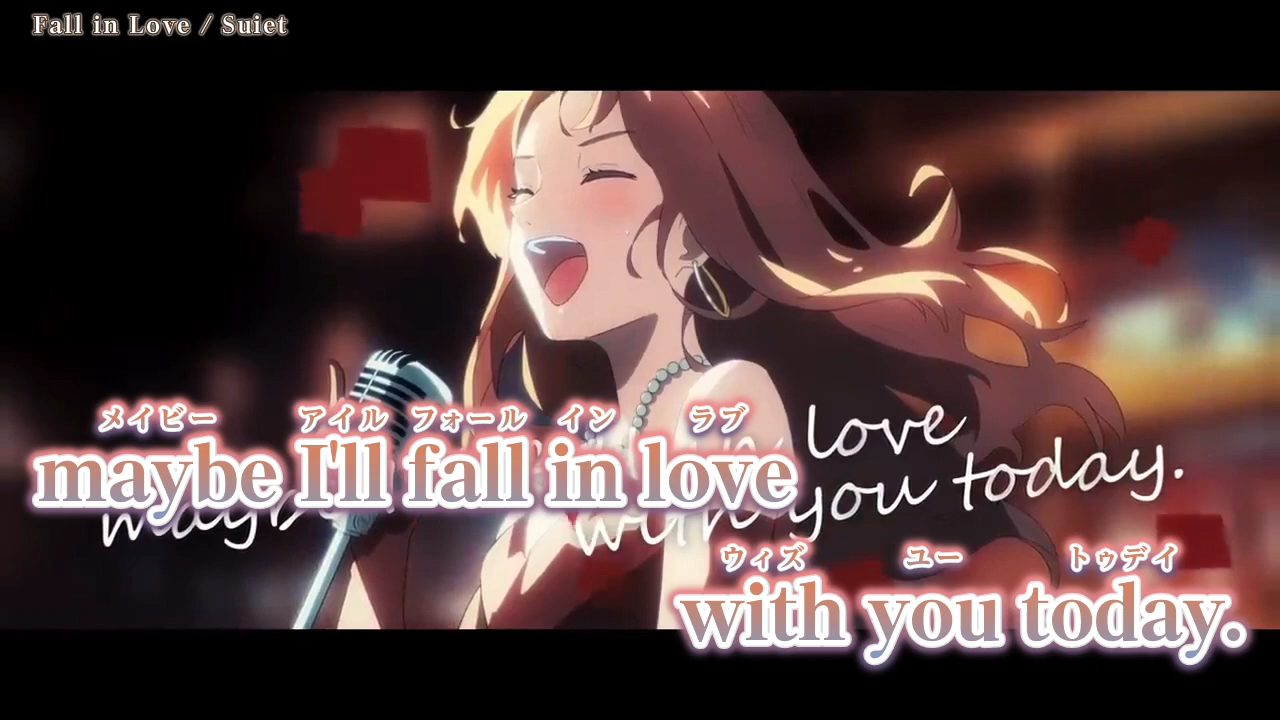 Fall in Love / Suiet
メイビー アイル フォール イン ラブ
maybe I'll fall in love
love
maybe
with you today.
ウィズ ユー トゥデイ
with you today.